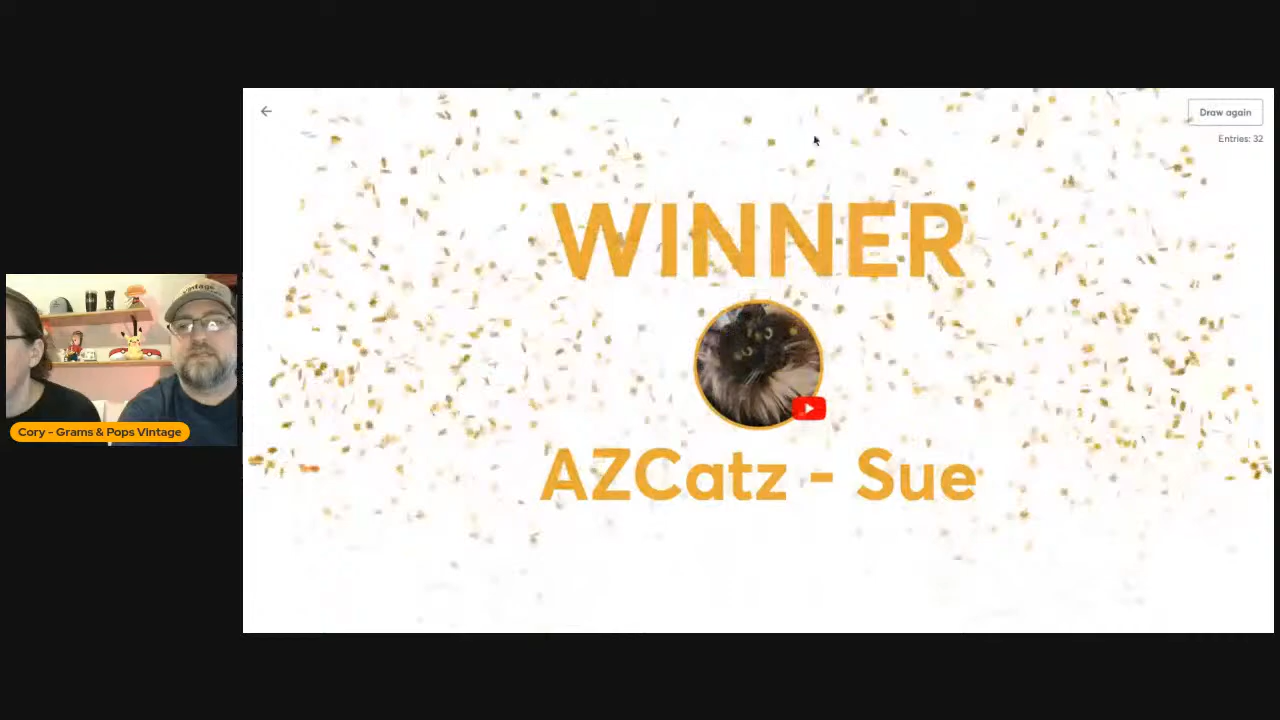 Draw again
Entries: 32
WINNER
AZCatz - Sue
Cory - Grams & Pops Vintage